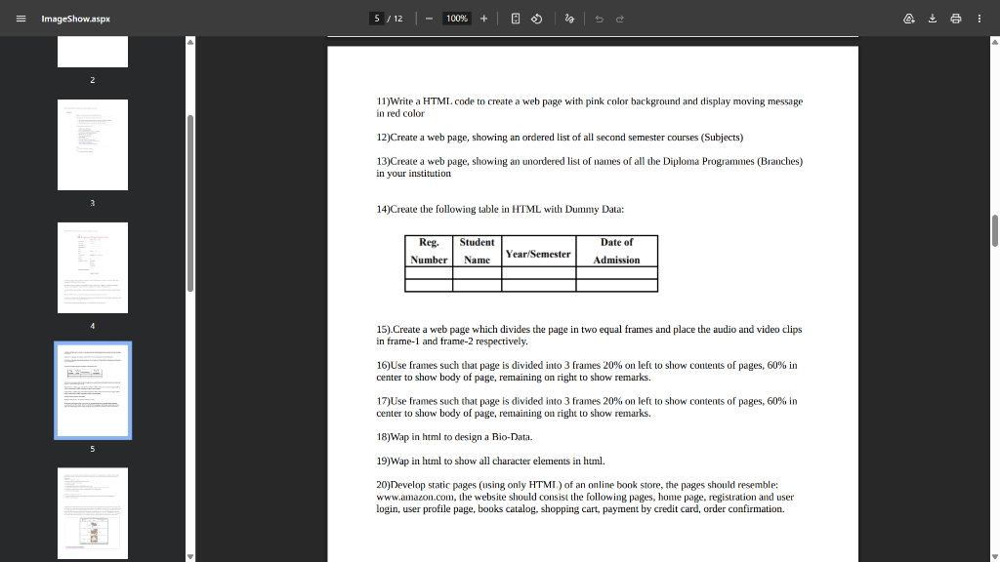 ImageShow.aspx
5 / 12
100%
2
3
4
5
11)Write a HTML code to create a web page with pink color background and display moving message
in red color
12)Create a web page, showing an ordered list of all second semester courses (Subjects)
13)Create a web page, showing an unordered list of names of all the Diploma Programmes (Branches)
in your institution
14)Create the following table in HTML with Dummy Data:
Reg. Number
Student Name
Year/Semester
Date of Admission
15).Create a web page which divides the page in two equal frames and place the audio and video clips
in frame-1 and frame-2 respectively.
16)Use frames such that page is divided into 3 frames 20% on left to show contents of pages, 60% in
center to show body of page, remaining on right to show remarks.
17)Use frames such that page is divided into 3 frames 20% on left to show contents of pages, 60% in
center to show body of page, remaining on right to show remarks.
18)Wap in html to design a Bio-Data.
19)Wap in html to show all character elements in html.
20)Develop static pages (using only HTML) of an online book store, the pages should resemble:
www.amazon.com, the website should consist the following pages, home page, registration and user
login, user profile page, books catalog, shopping cart, payment by credit card, order confirmation.